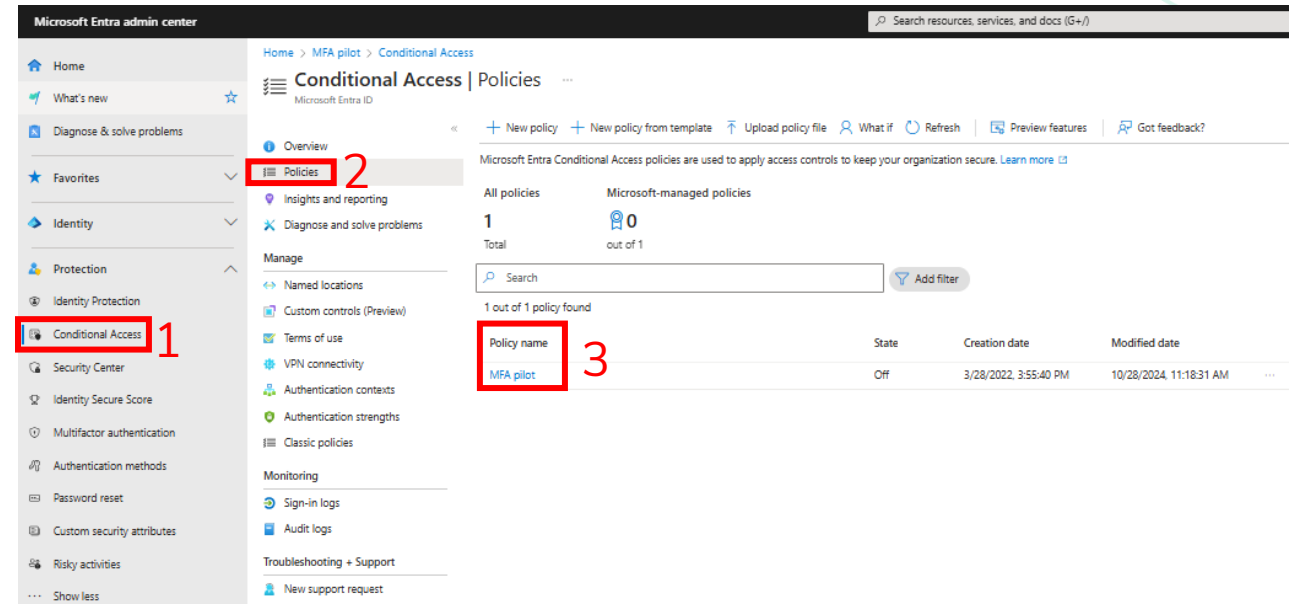 Microsoft Entra admin center
Search resources, services, and docs (G+/)
Home
What's new
Diagnose & solve problems
Favorites
Identity
Protection
Identity Protection
Conditional Access
1
Security Center
Identity Secure Score
Multifactor authentication
Authentication methods
Password reset
Custom security attributes
Risky activities
... Show less
Home > MFA pilot > Conditional Access
Conditional Access | Policies ...
Microsoft Entra ID
«
Overview
Policies
2
Insights and reporting
Diagnose and solve problems
Manage
Named locations
Custom controls (Preview)
Terms of use
VPN connectivity
Authentication contexts
Authentication strengths
Classic policies
Monitoring
Sign-in logs
Audit logs
Troubleshooting + Support
New support request
+ New policy + New policy from template Upload policy file What if Refresh Preview features Got feedback?
Microsoft Entra Conditional Access policies are used to apply access controls to keep your organization secure. Learn more
All policies Microsoft-managed policies
1 0
Total out of 1
Search Add filter
1 out of 1 policy found
Policy name State Creation date Modified date
3
MFA pilot Off 3/28/2022, 3:55:40 PM 10/28/2024, 11:18:31 AM ...